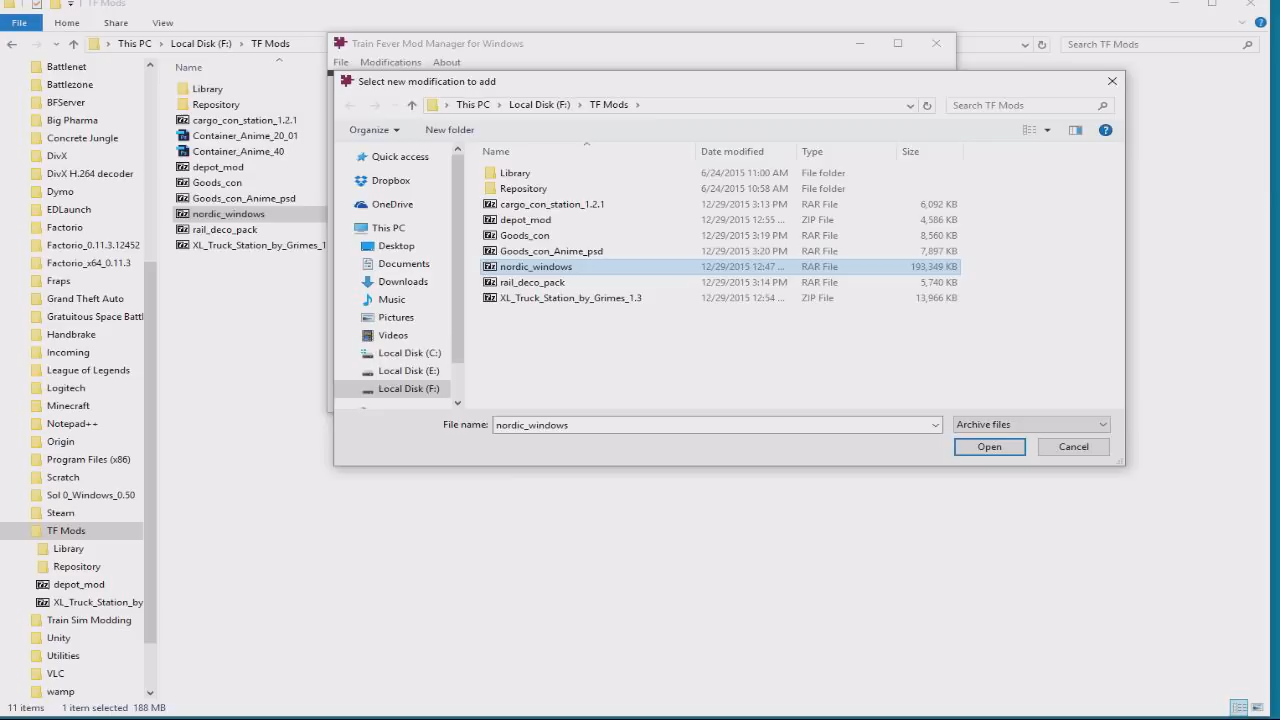 TF Mods
File Home Share View
This PC Local Disk (F:) TF Mods
Search TF Mods
Battlenet
Battlezone
BFServer
Big Pharma
Concrete Jungle
DivX
DivX H.264 decoder
Dymo
EDLaunch
Factorio
Factorio_0.11.3.12452
Factorio_x64_0.11.3
Fraps
Grand Theft Auto
Gratuitous Space Battl
Handbrake
Incoming
League of Legends
Logitech
Minecraft
Notepad++
Origin
Program Files (x86)
Scratch
Sol 0_Windows_0.50
Steam
TF Mods
Library
Repository
depot_mod
XL_Truck_Station_by
Train Sim Modding
Unity
Utilities
VLC
wamp
Name
Library
Repository
cargo_con_station_1.2.1
Container_Anime_20_01
Container_Anime_40
depot_mod
Goods_con
Goods_con_Anime_psd
nordic_windows
rail_deco_pack
XL_Truck_Station_by_Grimes_1
Train Fever Mod Manager for Windows
File Modifications About
Select new modification to add
This PC Local Disk (F:) TF Mods
Search TF Mods
Organize New folder
Quick access
Dropbox
OneDrive
This PC
Desktop
Documents
Downloads
Music
Pictures
Videos
Local Disk (C:)
Local Disk (E:)
Local Disk (F:)
Name Date modified Type Size
Library 6/24/2015 11:00 AM File folder
Repository 6/24/2015 10:58 AM File folder
cargo_con_station_1.2.1 12/29/2015 3:13 PM RAR File 6,092 KB
depot_mod 12/29/2015 12:55 ... ZIP File 4,586 KB
Goods_con 12/29/2015 3:19 PM RAR File 8,560 KB
Goods_con_Anime_psd 12/29/2015 3:20 PM RAR File 7,897 KB
nordic_windows 12/29/2015 12:47 ... RAR File 193,349 KB
rail_deco_pack 12/29/2015 3:14 PM RAR File 5,740 KB
XL_Truck_Station_by_Grimes_1.3 12/29/2015 12:54 ... ZIP File 13,966 KB
File name: nordic_windows
Archive files
Open Cancel
11 items 1 item selected 188 MB